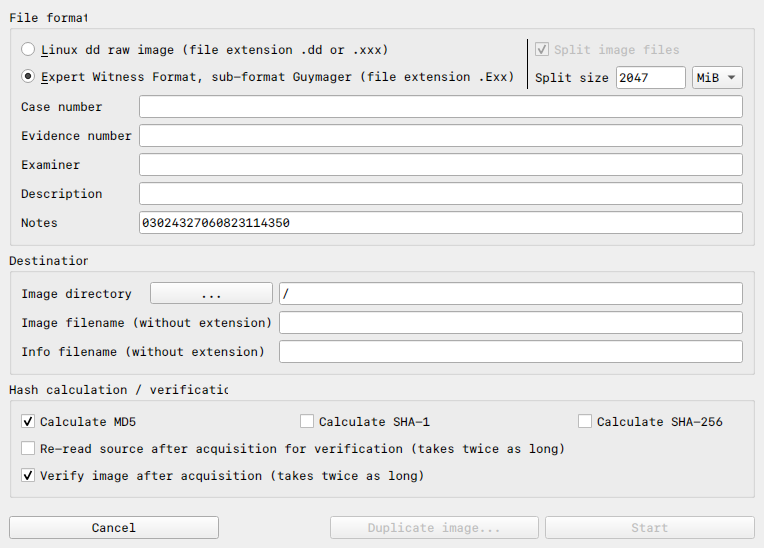 File format
Linux dd raw image (file extension .dd or .xxx)
Split image files
Expert Witness Format, sub-format Guymager (file extension .Exx)
Split size 2047 MiB
Case number
Evidence number
Examiner
Description
Notes 03024327060823114350
Destination
Image directory ... /
Image filename (without extension)
Info filename (without extension)
Hash calculation / verificatic
Calculate MD5 Calculate SHA-1 Calculate SHA-256
Re-read source after acquisition for verification (takes twice as long)
Verify image after acquisition (takes twice as long)
Cancel Duplicate image... Start